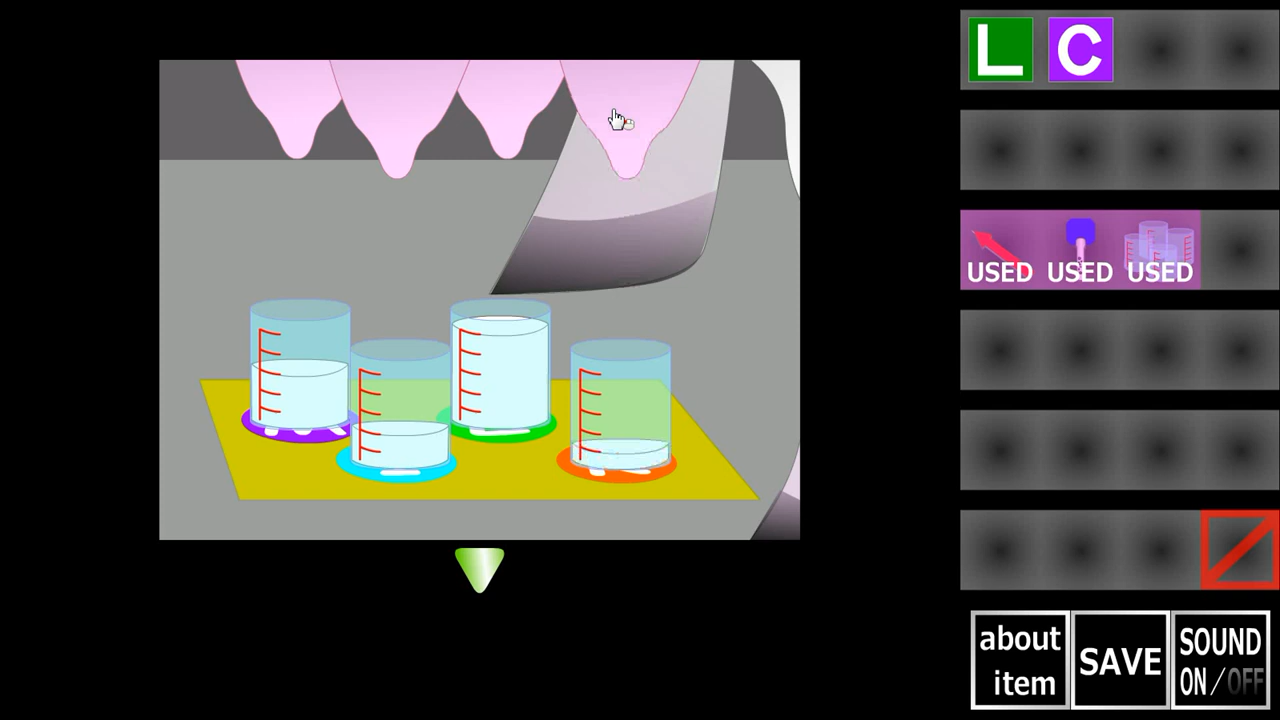 L C
USED USED USED
about
item
SAVE
SOUND
ON/OFF